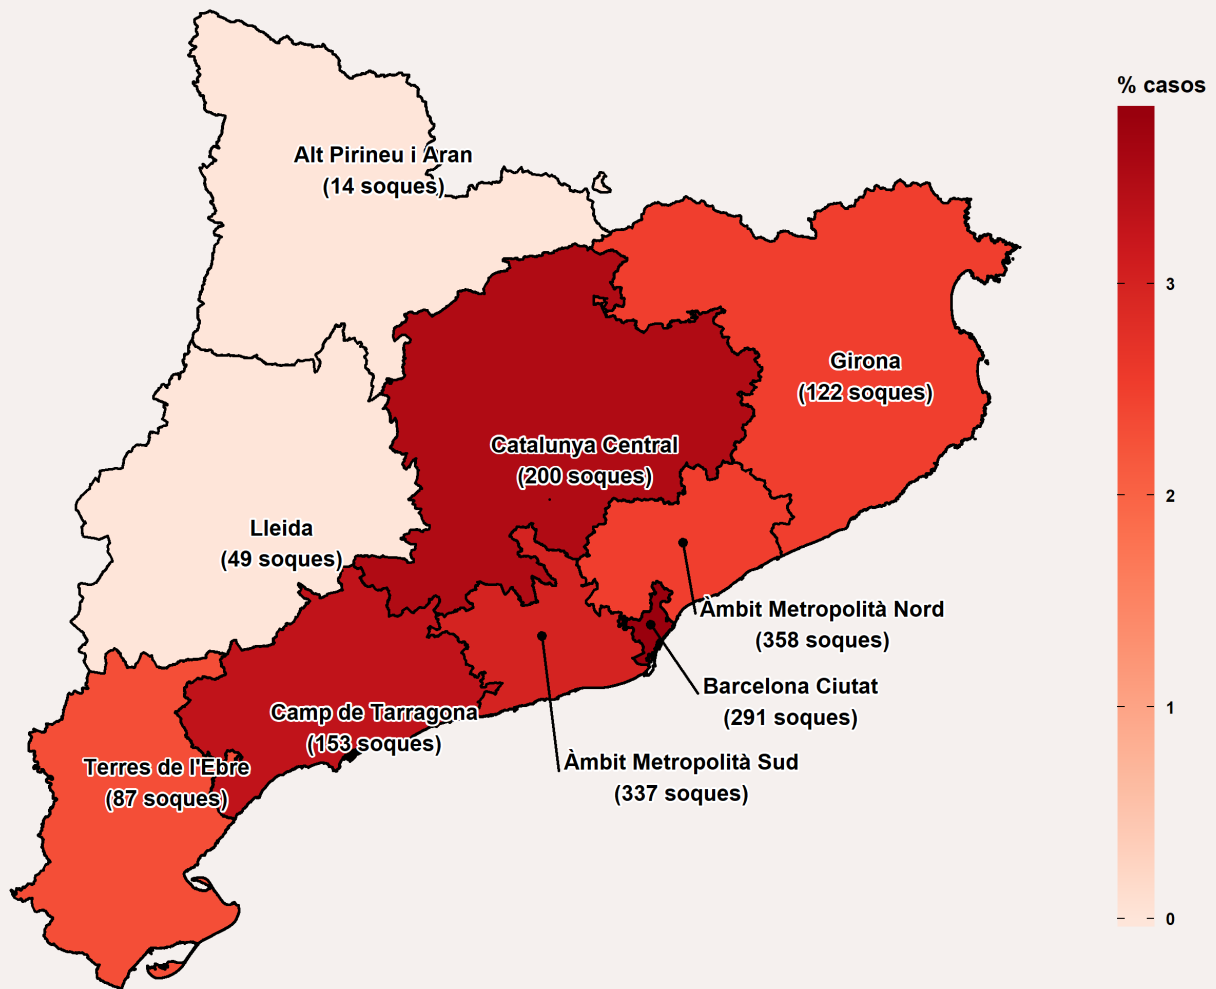 % casos
Alt Pirineu i Aran
(14 soques)
3
Girona
(122 soques)
Catalunya Central
(200 soques)
2
Lleida
(49 soques)
Àmbit Metropolità Nord
(358 soques)
Barcelona Ciutat
(291 soques)
1
Camp de Tarragona
(153 soques)
Àmbit Metropolità Sud
(337 soques)
Terres de l'Ebre
(87 soques)
0